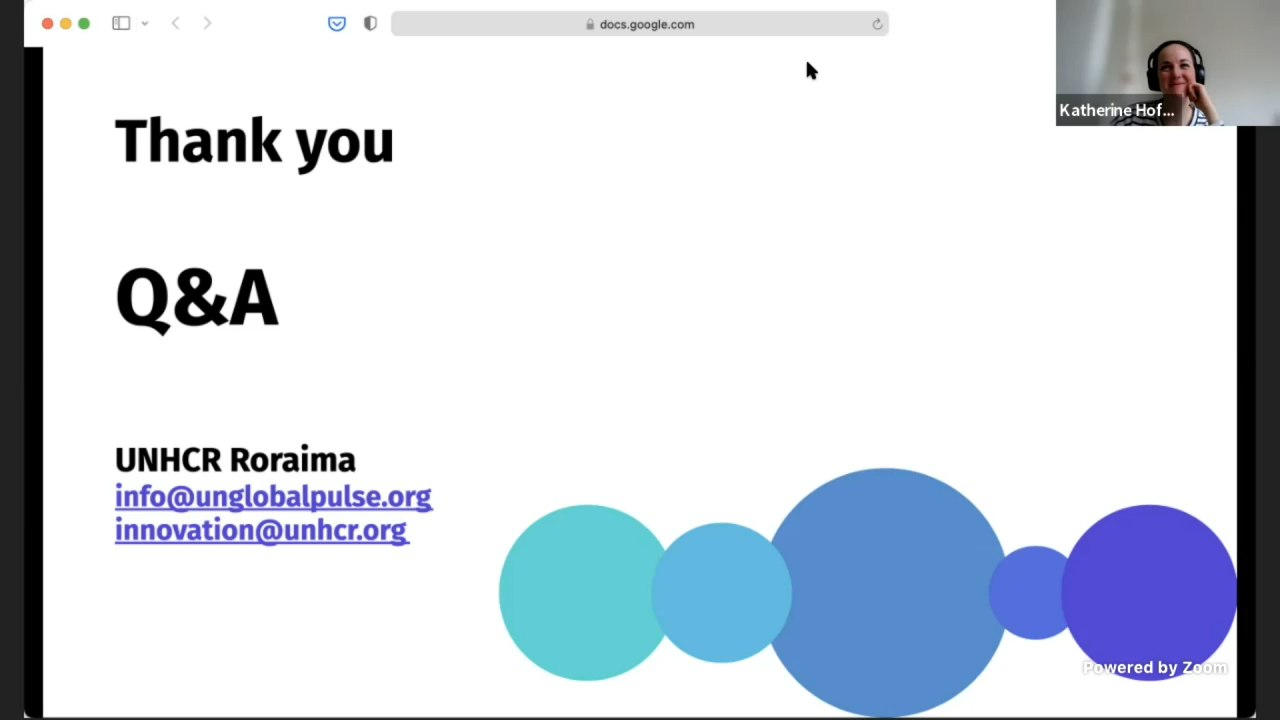 docs.google.com
Katherine Hof...
Thank you
Q&A
UNHCR Roraima
info@unglobalpulse.org
innovation@unhcr.org
Powered by Zoom